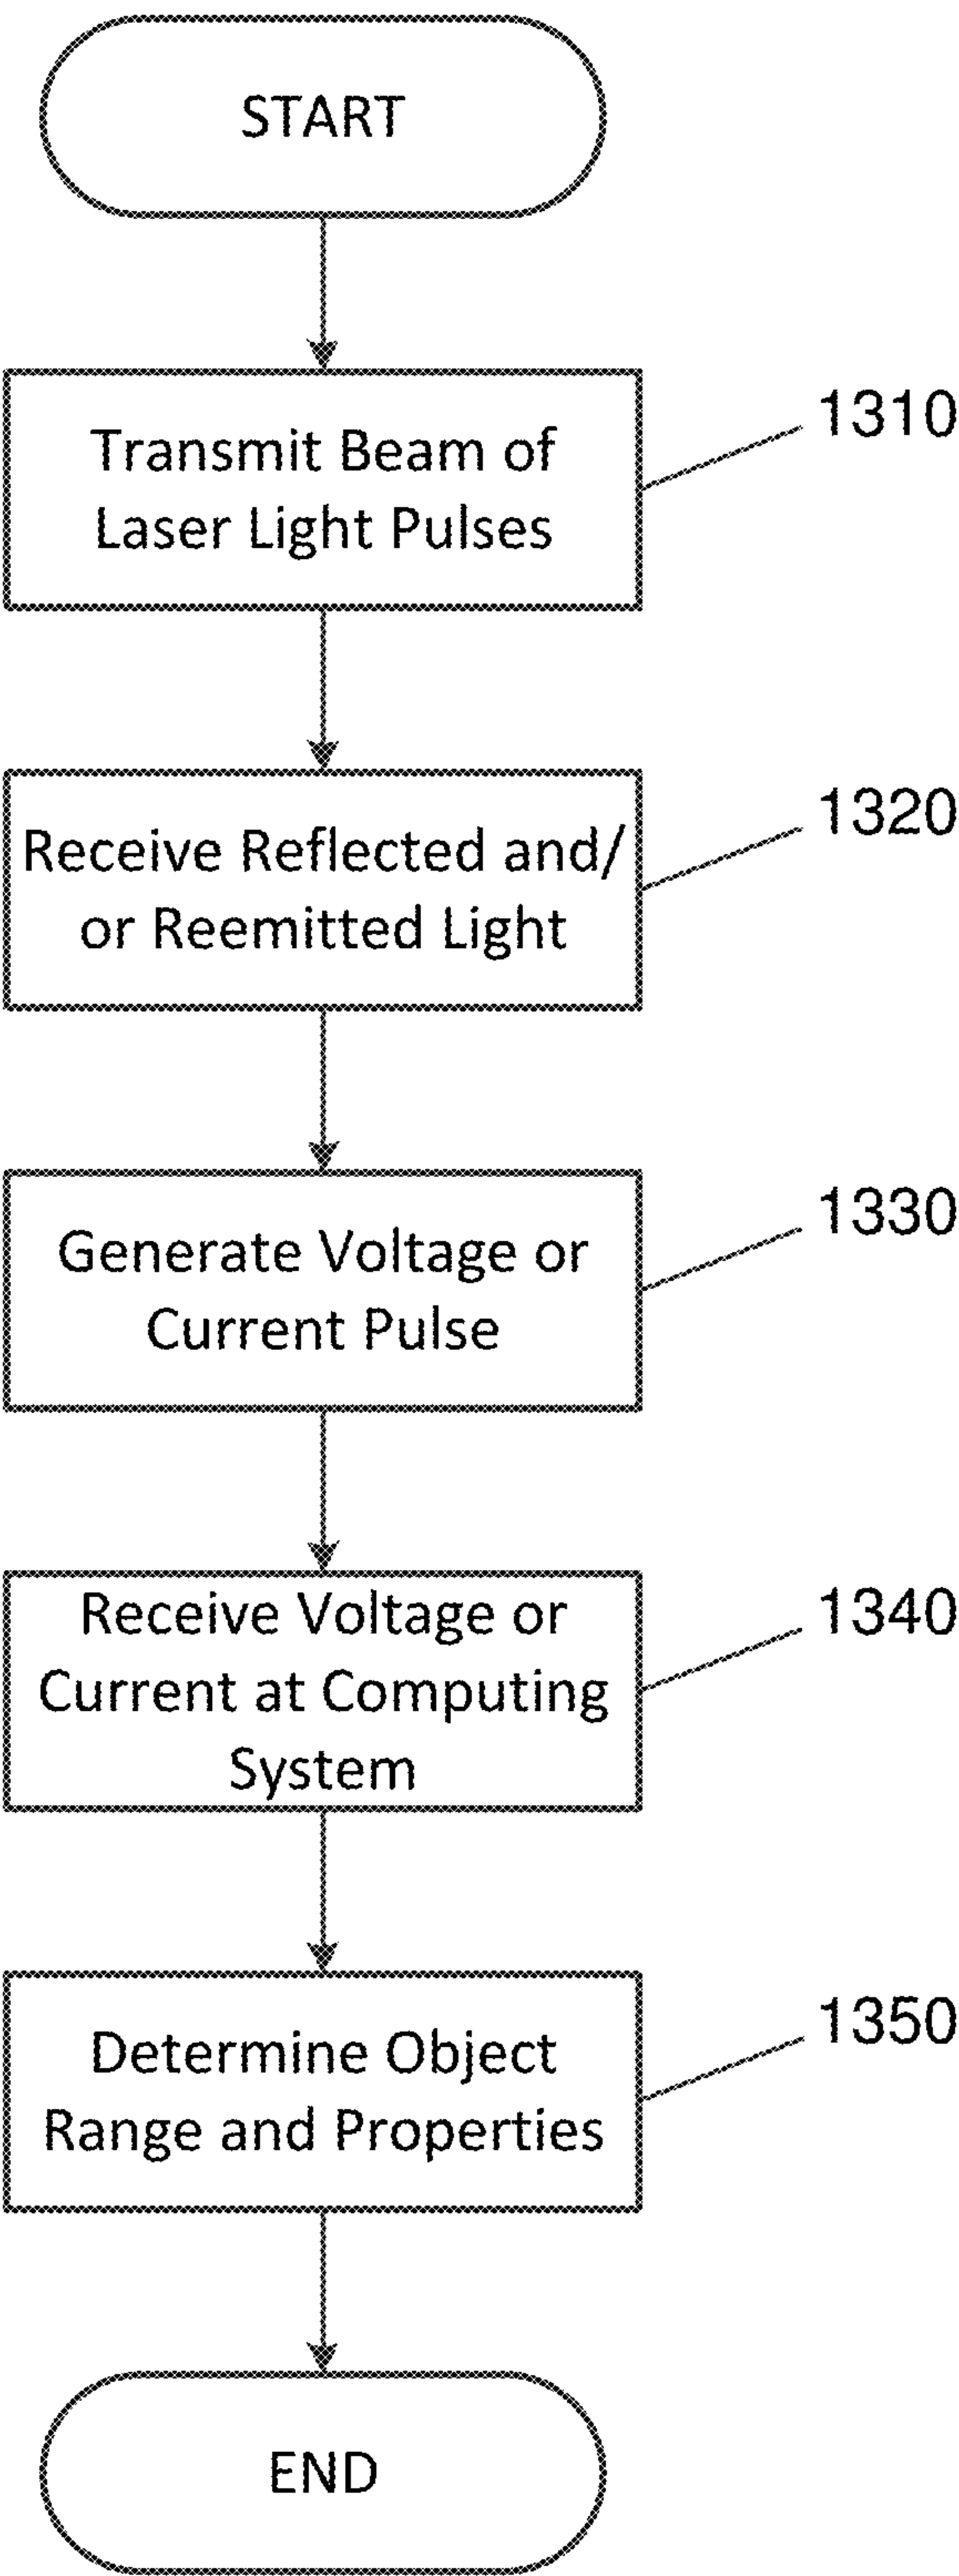 START
Transmit Beam of
Laser Light Pulses
1310
Receive Reflected and/
or Reemitted Light
1320
Generate Voltage or
Current Pulse
1330
Receive Voltage or
Current at Computing
System
1340
Determine Object
Range and Properties
1350
END